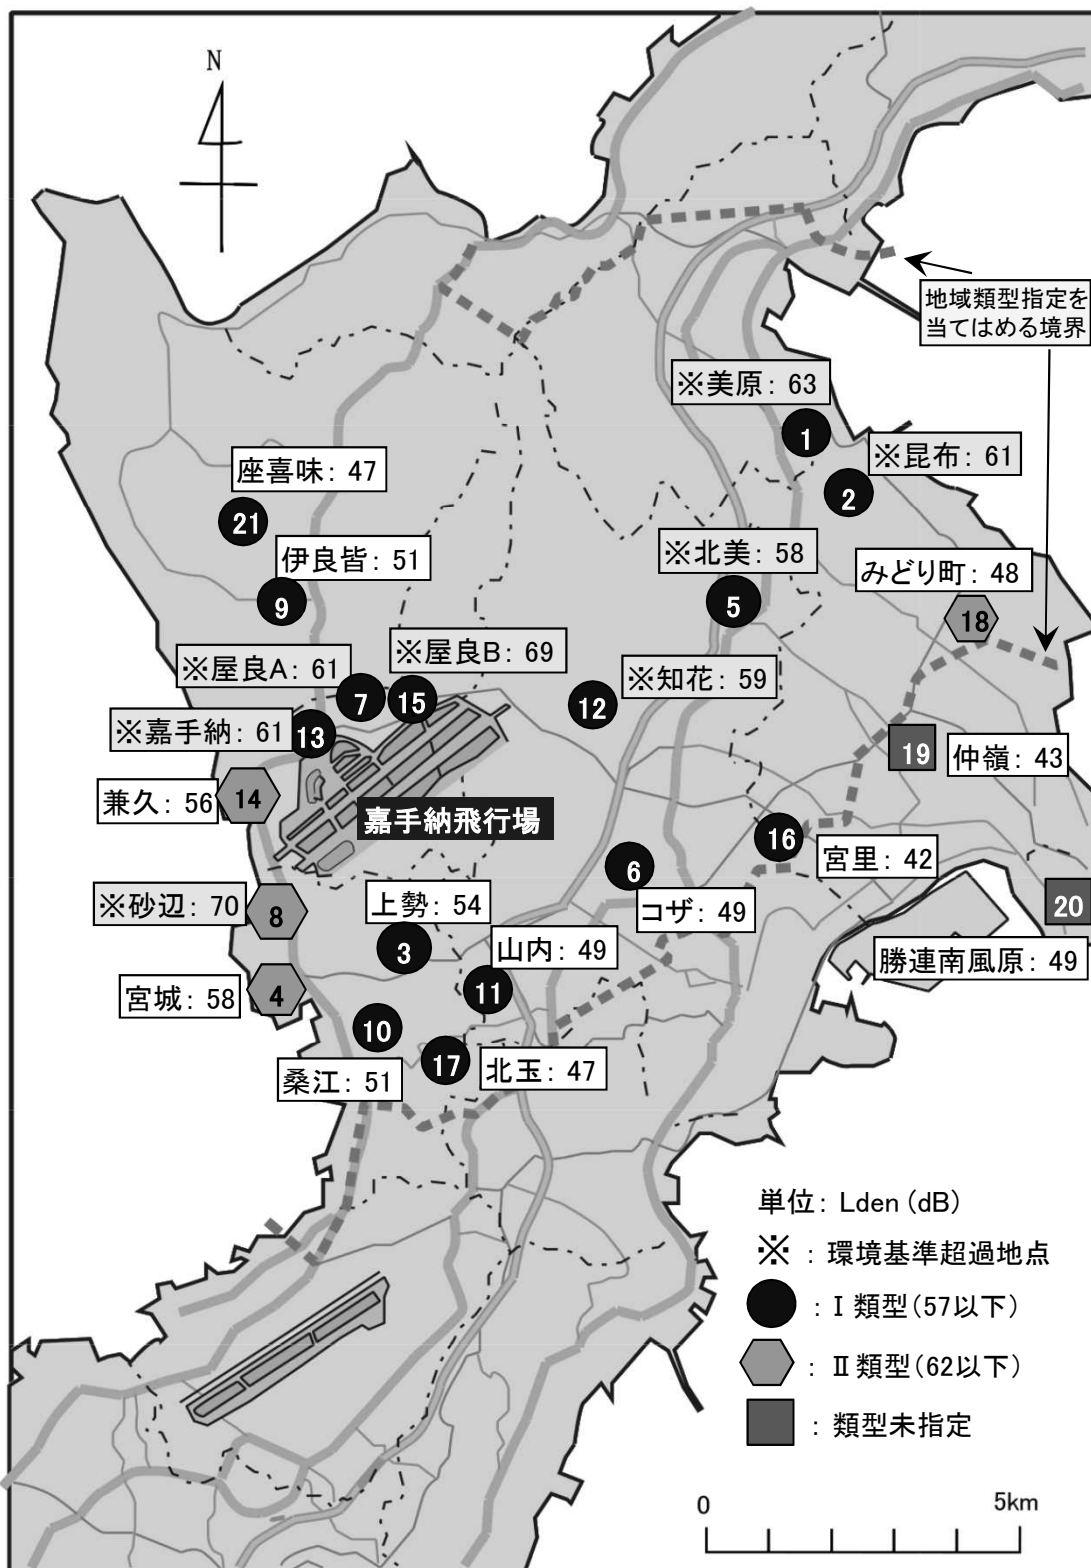 N
地域類型指定を
当てはめる境界
※美原: 63
1
※昆布: 61
2
座喜味: 47
21
伊良皆: 51
9
※北美: 58
5
みどり町: 48
18
※屋良A: 61
7
※屋良B: 69
15
※知花: 59
12
※嘉手納: 61
13
19
仲嶺: 43
兼久: 56
14
嘉手納飛行場
16
宮里: 42
6
コザ: 49
20
勝連南風原: 49
※砂辺: 70
8
上勢: 54
3
山内: 49
11
宮城: 58
4
10
桑江: 51
17
北玉: 47
単位: Lden (dB)
※ : 環境基準超過地点
: Ⅰ類型(57以下)
: Ⅱ類型(62以下)
: 類型未指定
0 5km